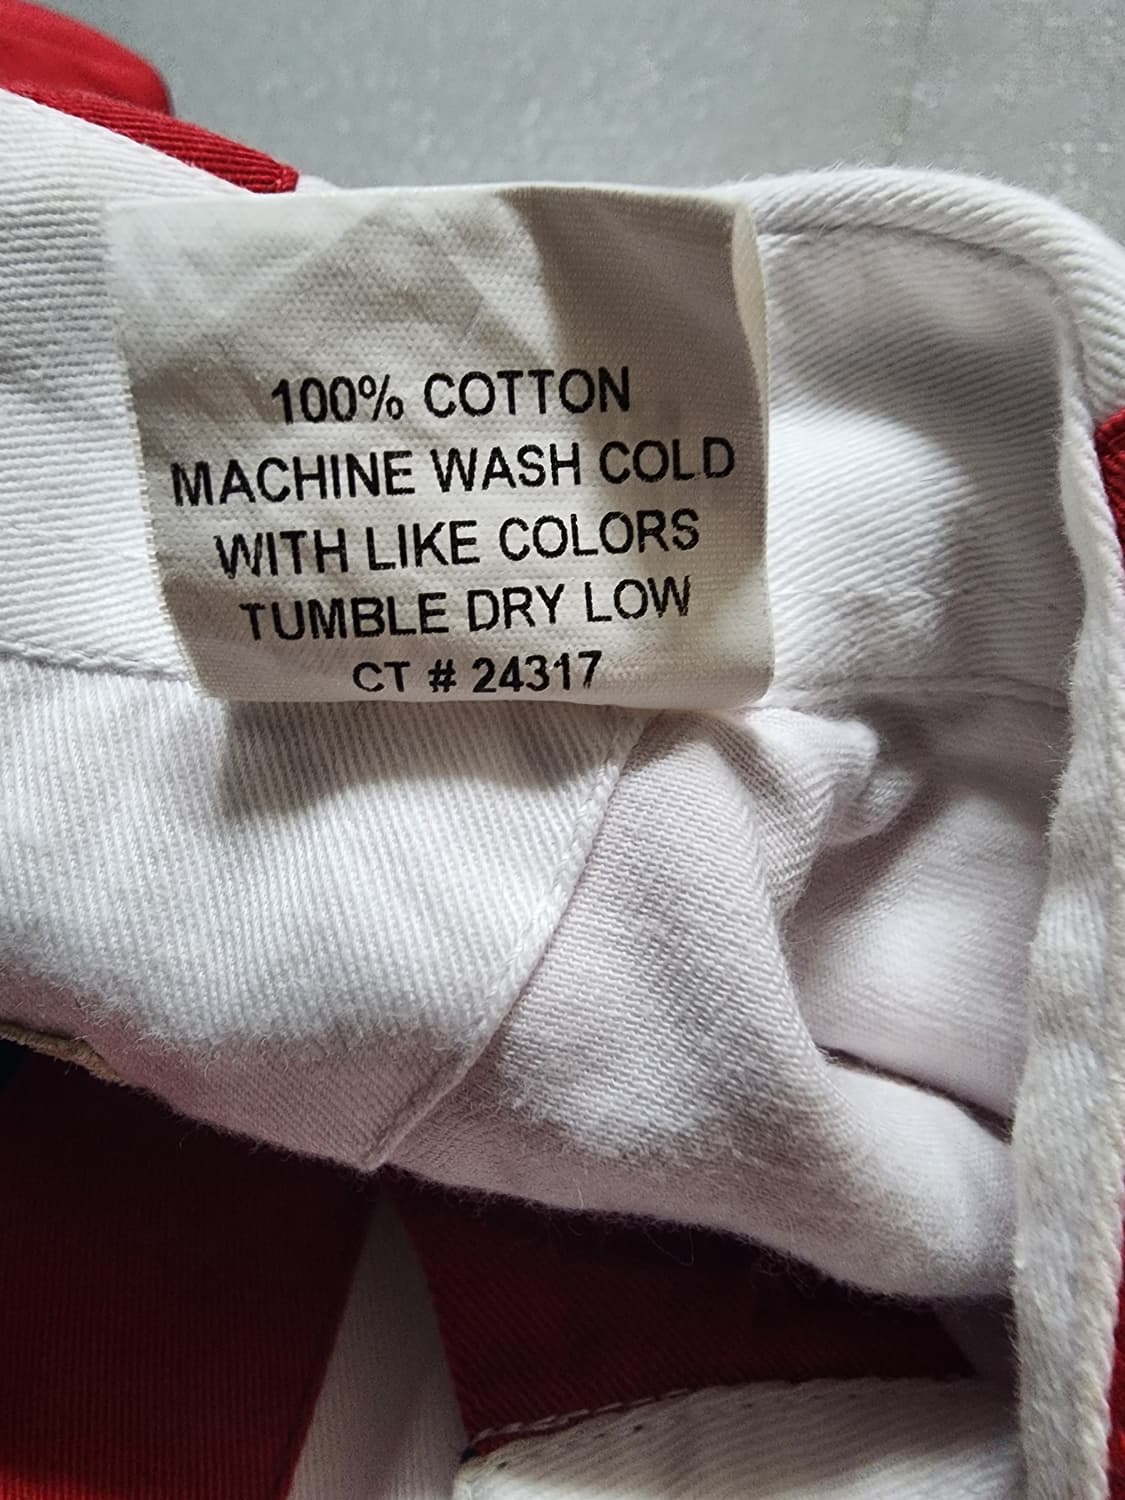 100% COTTON
MACHINE WASH COLD
WITH LIKE COLORS
TUMBLE DRY LOW
CT # 24317